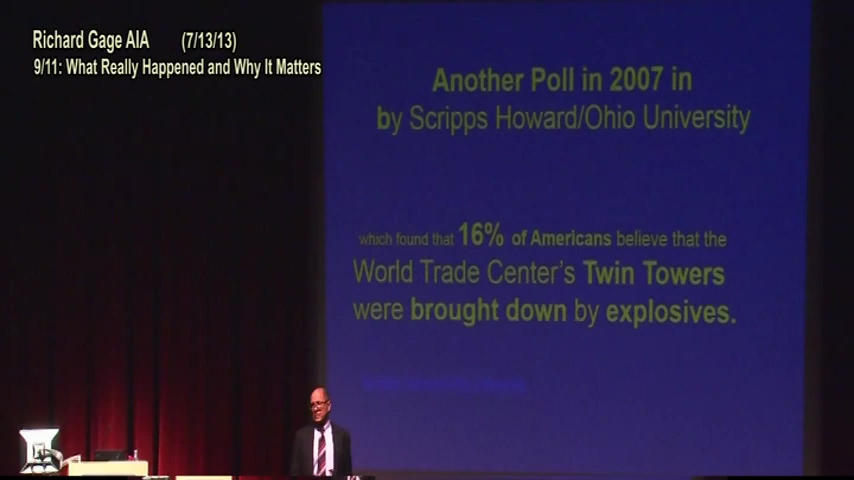 Richard Gage AIA (7/13/13)
9/11: What Really Happened and Why It Matters
Another Poll in 2007 in
by Scripps Howard/Ohio University
which found that 16% of Americans believe that the
World Trade Center's Twin Towers
were brought down by explosives.